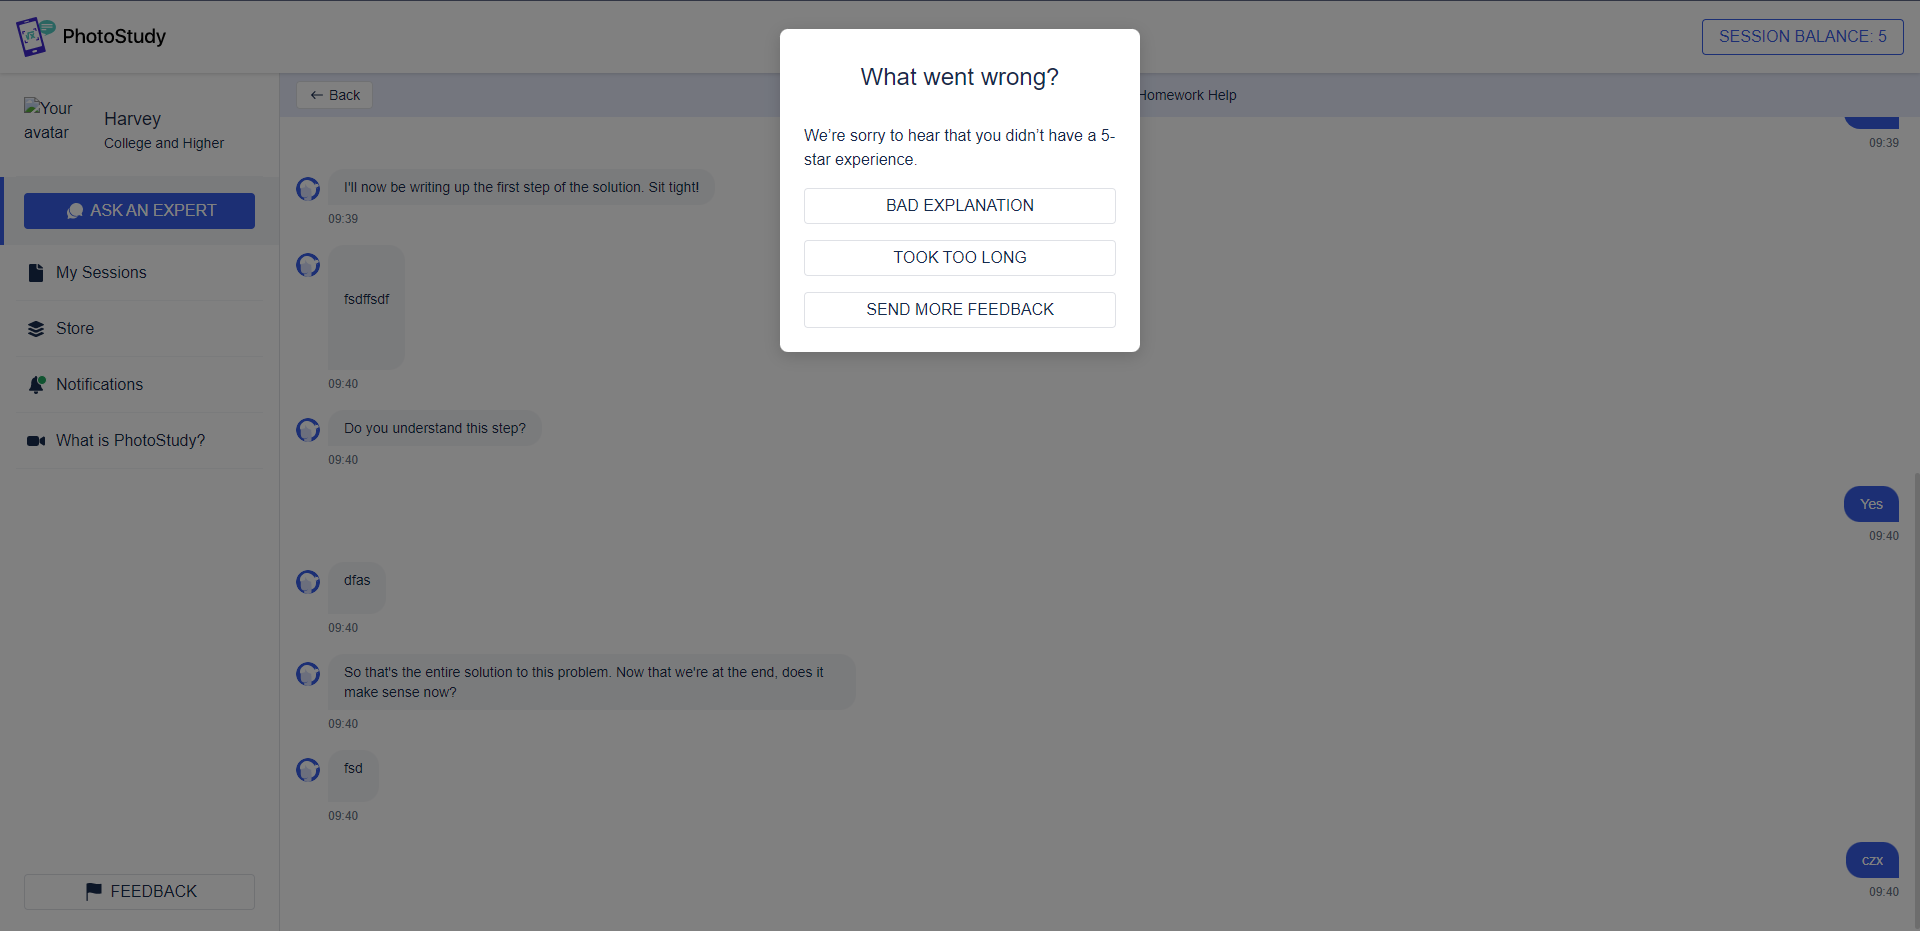 PhotoStudy
SESSION BALANCE: 5
Your avatar
Harvey
College and Higher
ASK AN EXPERT
My Sessions
Store
Notifications
What is PhotoStudy?
FEEDBACK
← Back
Homework Help
09:39
I'll now be writing up the first step of the solution. Sit tight!
09:39
fsdffsdf
09:40
Do you understand this step?
09:40
Yes
09:40
dfas
09:40
So that's the entire solution to this problem. Now that we're at the end, does it
make sense now?
09:40
fsd
09:40
czx
09:40
What went wrong?
We’re sorry to hear that you didn’t have a 5-
star experience.
BAD EXPLANATION
TOOK TOO LONG
SEND MORE FEEDBACK